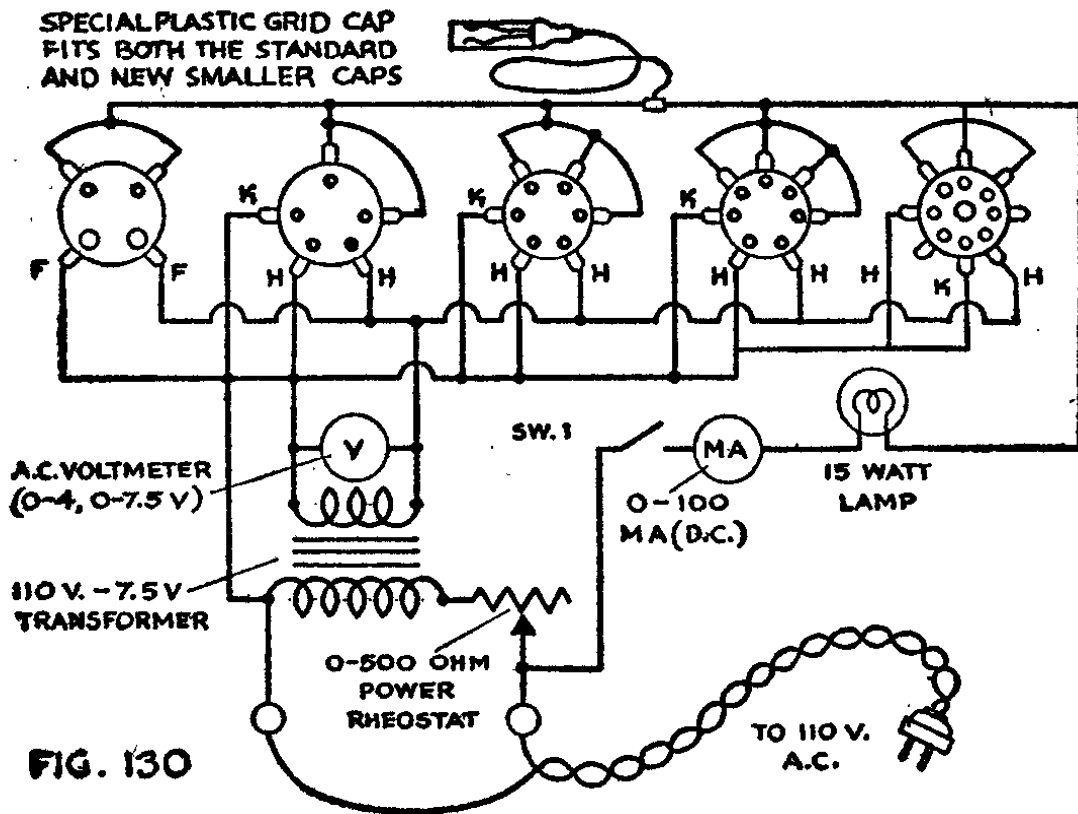 SPECIAL PLASTIC GRID CAP
FITS BOTH THE STANDARD
AND NEW SMALLER CAPS
F
F
K
H
H
K
H
H
K
H
H
H
K
H
A.C. VOLTMETER
(0-4, 0-7.5 V)
V
SW. 1
MA
0-100
MA (D.C.)
15 WATT
LAMP
110 V. - 7.5 V
TRANSFORMER
0-500 OHM
POWER
RHEOSTAT
TO 110 V.
A.C.
FIG. 130